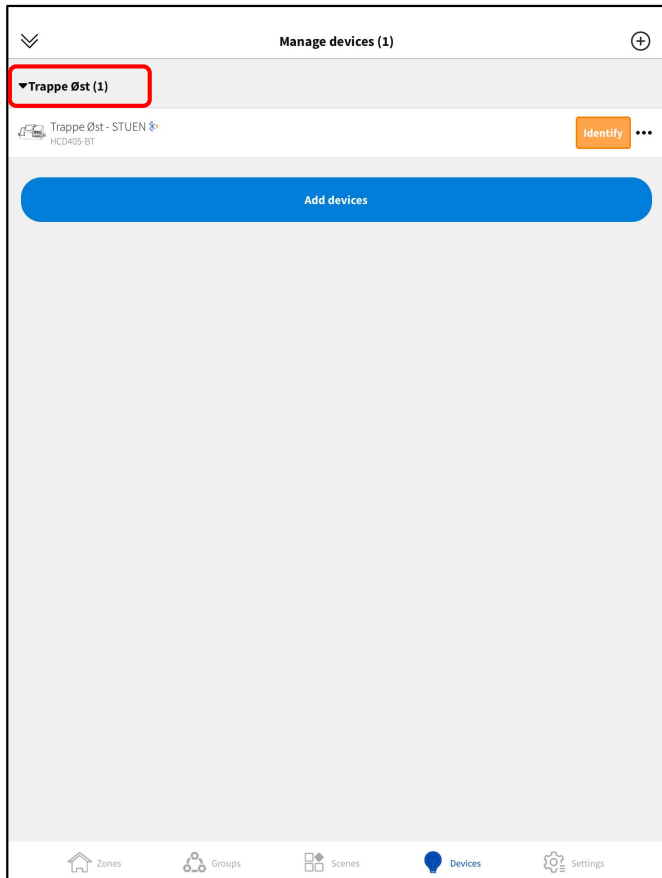 Manage devices (1)
Trappe Øst (1)
Trappe Øst - STUEN
HCD405-BT
Identify
Add devices
Zones
Groups
Scenes
Devices
Settings